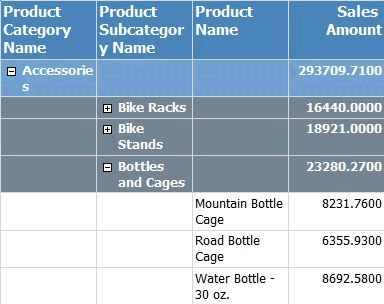 Product Category Name Product Subcategor y Name Product Name Sales Amount
Accessorie s 293709.7100
Bike Racks 16440.0000
Bike Stands 18921.0000
Bottles and Cages 23280.2700
Mountain Bottle Cage 8231.7600
Road Bottle Cage 6355.9300
Water Bottle - 30 oz. 8692.5800